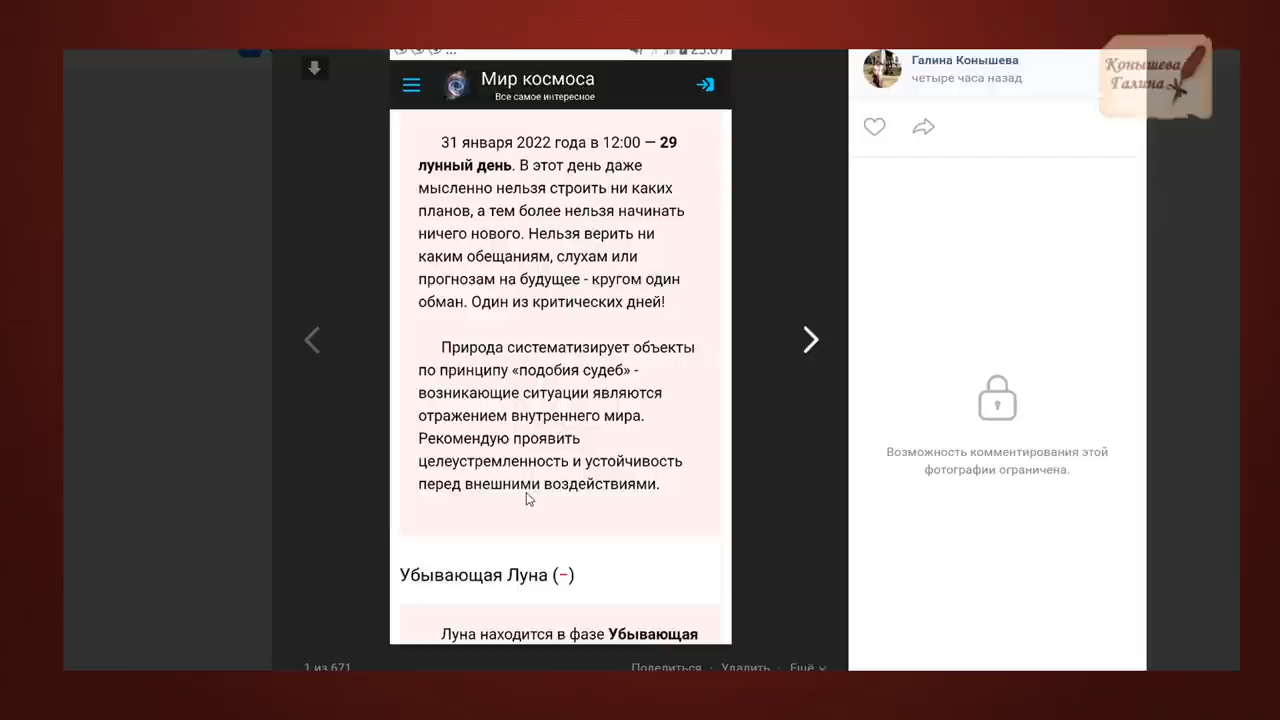 23:07
Мир космоса
Все самое интересное
31 января 2022 года в 12:00 — 29
лунный день. В этот день даже
мысленно нельзя строить ни каких
планов, а тем более нельзя начинать
ничего нового. Нельзя верить ни
каким обещаниям, слухам или
прогнозам на будущее - кругом один
обман. Один из критических дней!
Природа систематизирует объекты
по принципу «подобия судеб» -
возникающие ситуации являются
отражением внутреннего мира.
Рекомендую проявить
целеустремленность и устойчивость
перед внешними воздействиями.
Убывающая Луна (−)
Луна находится в фазе Убывающая
1 из 671
Поделиться · Удалить · Ещё
Галина Конышева
четыре часа назад
Конышева
Галина
Возможность комментирования этой
фотографии ограничена.